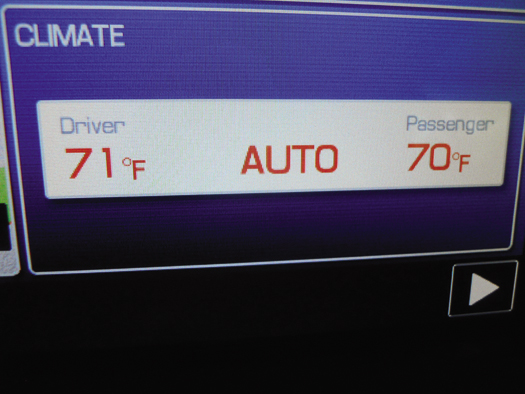 CLIMATE
Driver Passenger
71°F AUTO 70°F